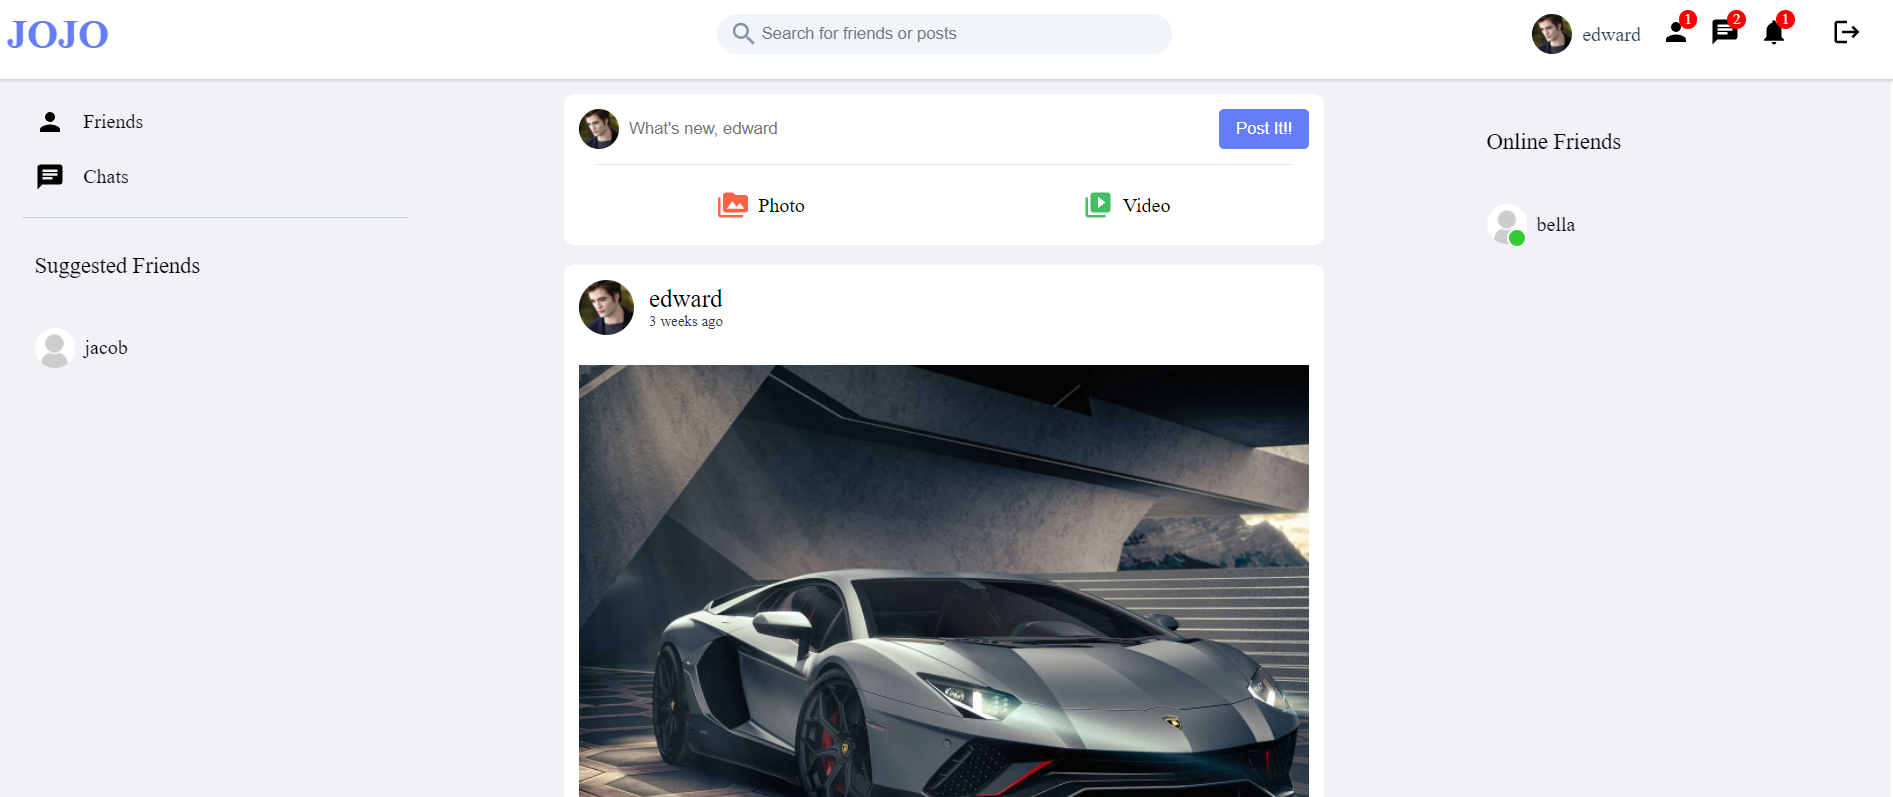 JOJO
Search for friends or posts
edward
1
2
1
Friends
Chats
Suggested Friends
jacob
What's new, edward
Post It!!
Photo
Video
edward
3 weeks ago
Online Friends
bella